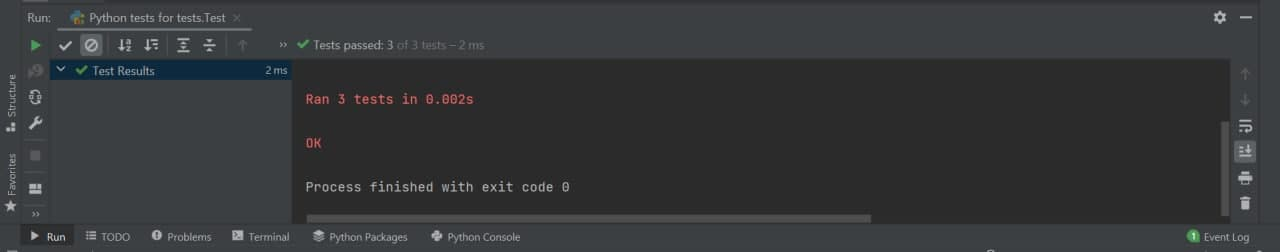 Run: Python tests for tests.Test
Tests passed: 3 of 3 tests – 2 ms
Test Results 2 ms
Ran 3 tests in 0.002s
OK
Process finished with exit code 0
Structure
Favorites
Run TODO Problems Terminal Python Packages Python Console 1 Event Log